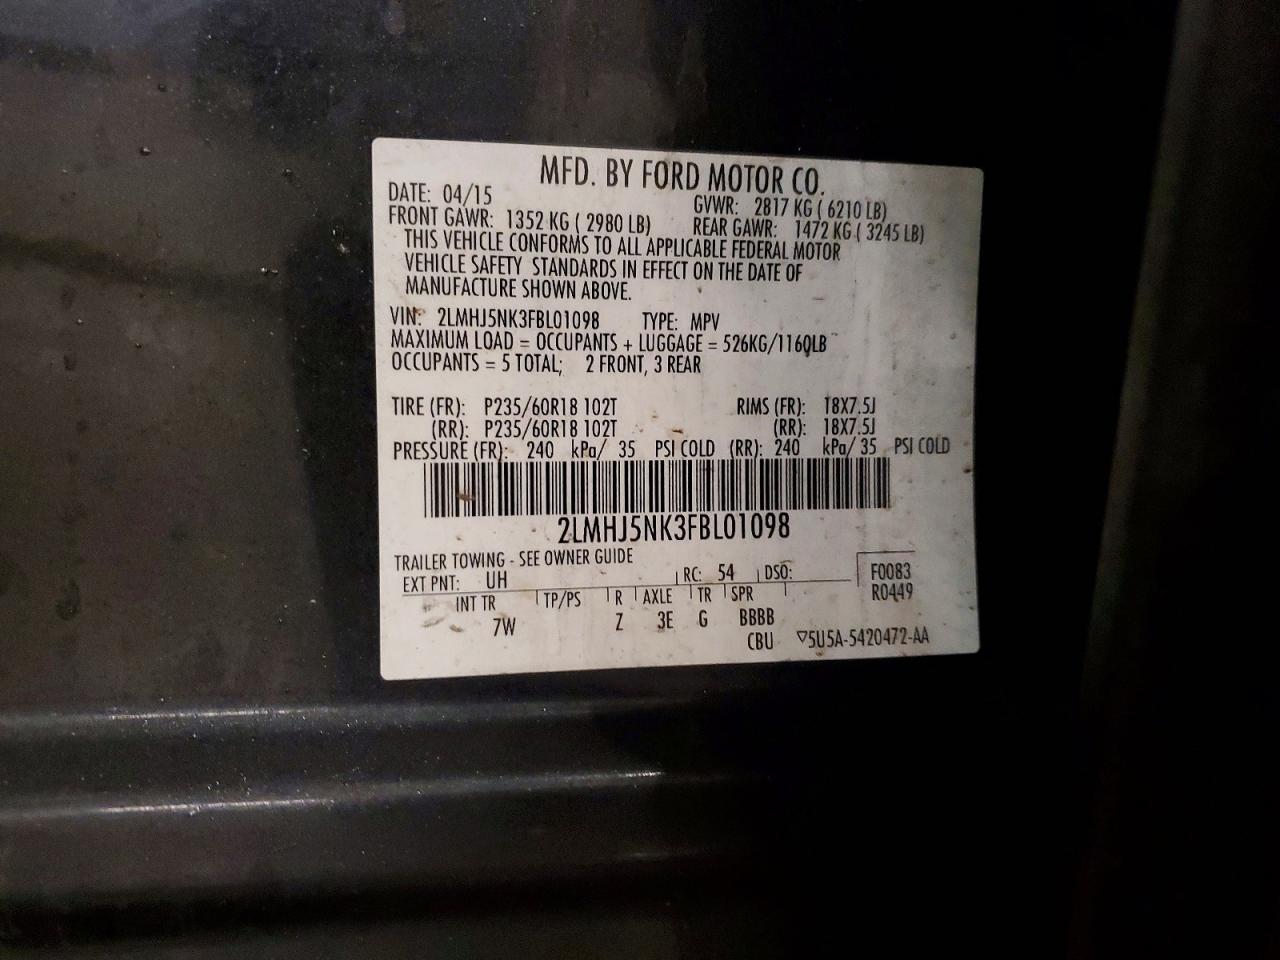 MFD. BY FORD MOTOR CO.
DATE: 04/15 GVWR: 2817 KG ( 6210 LB)
FRONT GAWR: 1352 KG ( 2980 LB) REAR GAWR: 1472 KG ( 3245 LB)
THIS VEHICLE CONFORMS TO ALL APPLICABLE FEDERAL MOTOR
VEHICLE SAFETY STANDARDS IN EFFECT ON THE DATE OF
MANUFACTURE SHOWN ABOVE.
VIN: 2LMHJ5NK3FBL01098 TYPE: MPV
MAXIMUM LOAD = OCCUPANTS + LUGGAGE = 526KG/1160LB
OCCUPANTS = 5 TOTAL; 2 FRONT, 3 REAR
TIRE (FR): P235/60R18 102T RIMS (FR): 18X7.5J
(RR): P235/60R18 102T (RR): 18X7.5J
PRESSURE (FR): 240 kPa/ 35 PSI COLD (RR): 240 kPa/ 35 PSI COLD
2LMHJ5NK3FBL01098
TRAILER TOWING - SEE OWNER GUIDE
EXT PNT: UH RC: 54 DSO: F0083
INT TR TP/PS R AXLE TR SPR R0449
7W Z 3E G BBBB
CBU ▽5U5A-5420472-AA